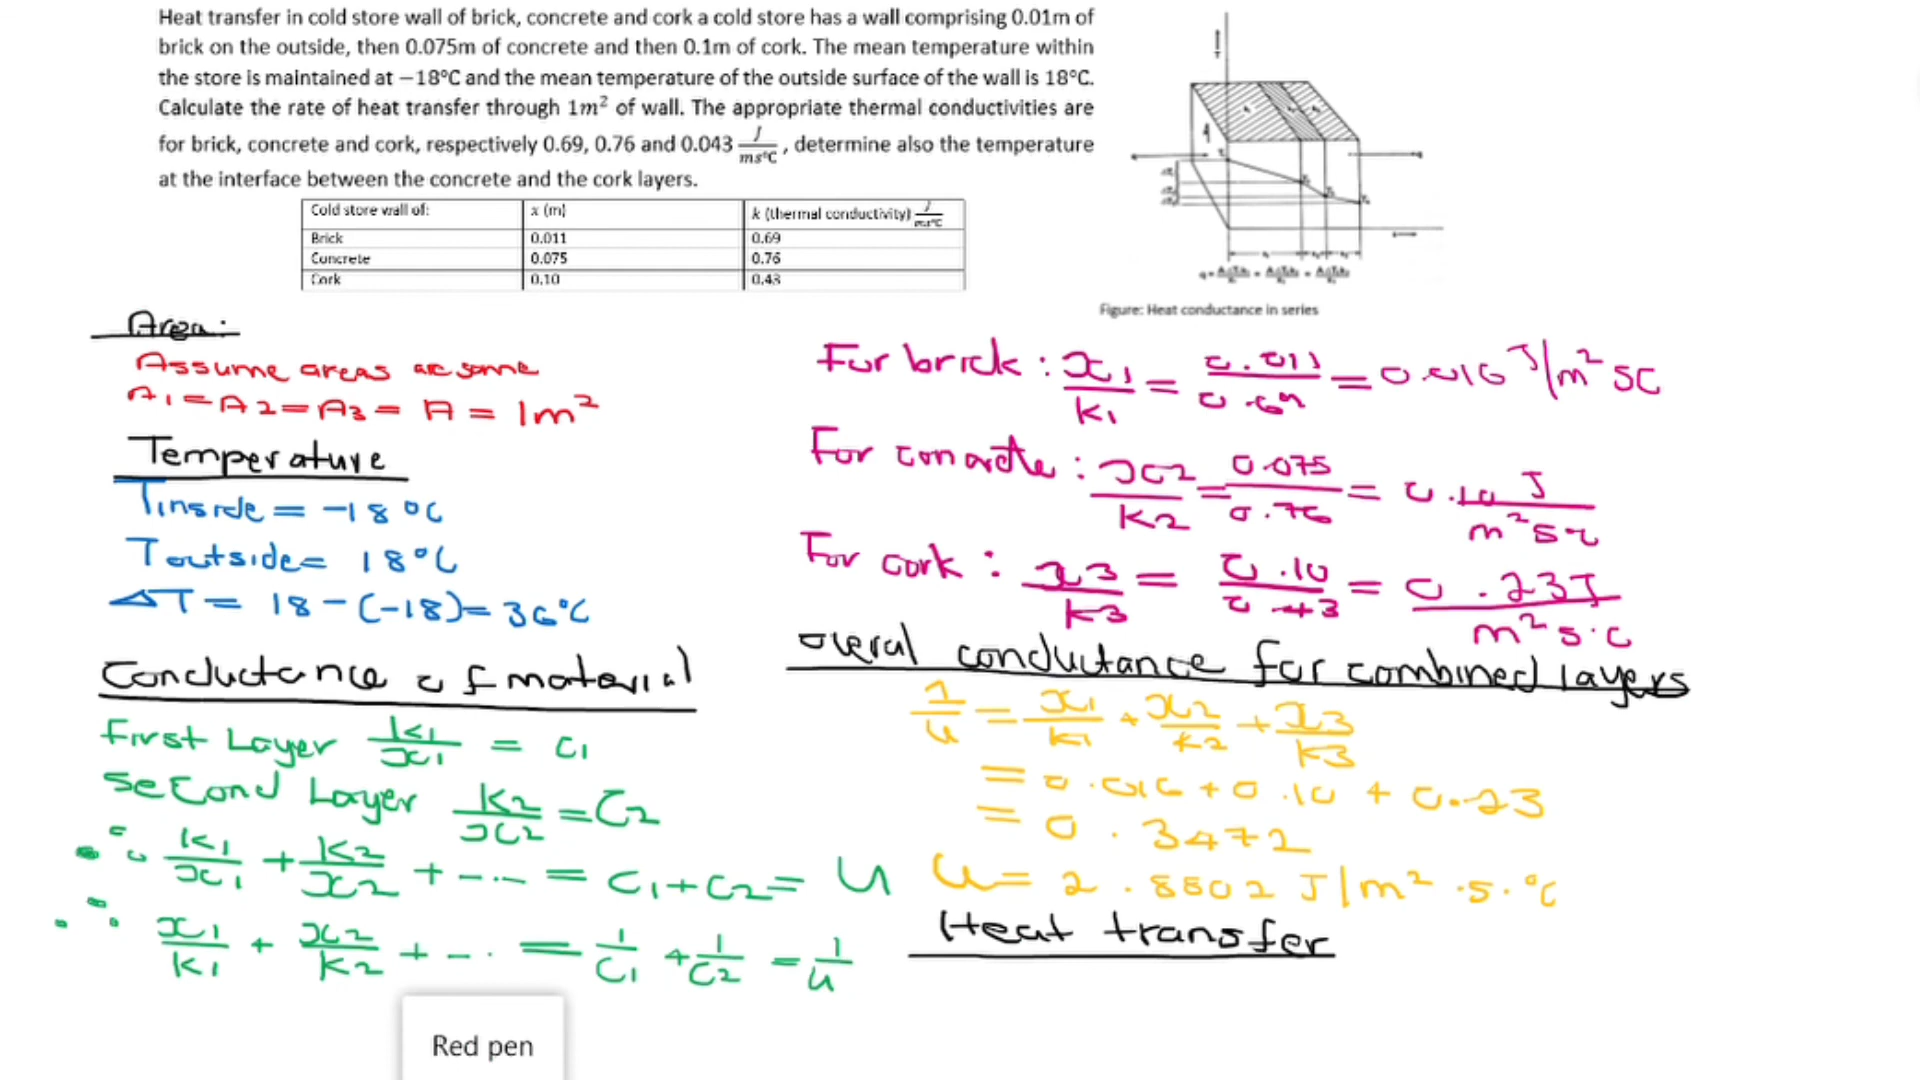 Heat transfer in cold store wall of brick, concrete and cork a cold store has a wall comprising 0.01m of
brick on the outside, then 0.075m of concrete and then 0.1m of cork. The mean temperature within
the store is maintained at −18°C and the mean temperature of the outside surface of the wall is 18°C.
Calculate the rate of heat transfer through 1m² of wall. The appropriate thermal conductivities are
for brick, concrete and cork, respectively 0.69, 0.76 and 0.043 J/ms°C, determine also the temperature
at the interface between the concrete and the cork layers.
Cold store wall of: x (m) k (thermal conductivity) J/ms°C
Brick 0.011 0.69
Concrete 0.075 0.76
Cork 0.10 0.43
Figure: Heat conductance in series
Area:
Assume areas are same
A1 = A2 = A3 = A = 1m²
Temperature
Tinside = -18°C
Toutside = 18°C
ΔT = 18-(-18)= 36°C
Conductance of material
First Layer k1/x1 = C1
Second Layer k2/x2 = C2
∴ k1/x1 + k2/x2 + ---- = C1+C2 = U
∴ x1/k1 + x2/k2 + -- = 1/C1 + 1/C2 = 1/U
For brick: x1/k1 = 0.011/0.69 = 0.016 J/m²SC
For concrete: x2/k2 = 0.075/0.76 = 0.10 J/m²SC
For cork: x3/k3 = 0.10/0.43 = 0.23J/m²S.C
overal conductance for combined layers
1/U = x1/k1 + x2/k2 + x3/k3
= 0.016+0.10+0.23
= 0.3472
U = 2.8802 J/m².S.°C
Heat transfer
Red pen